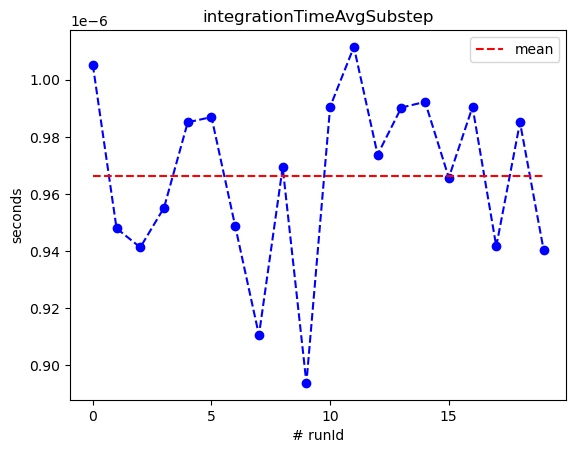 integrationTimeAvgSubstep
1e−6
mean
1.00
0.98
0.96
0.94
0.92
0.90
seconds
0 5 10 15
# runId